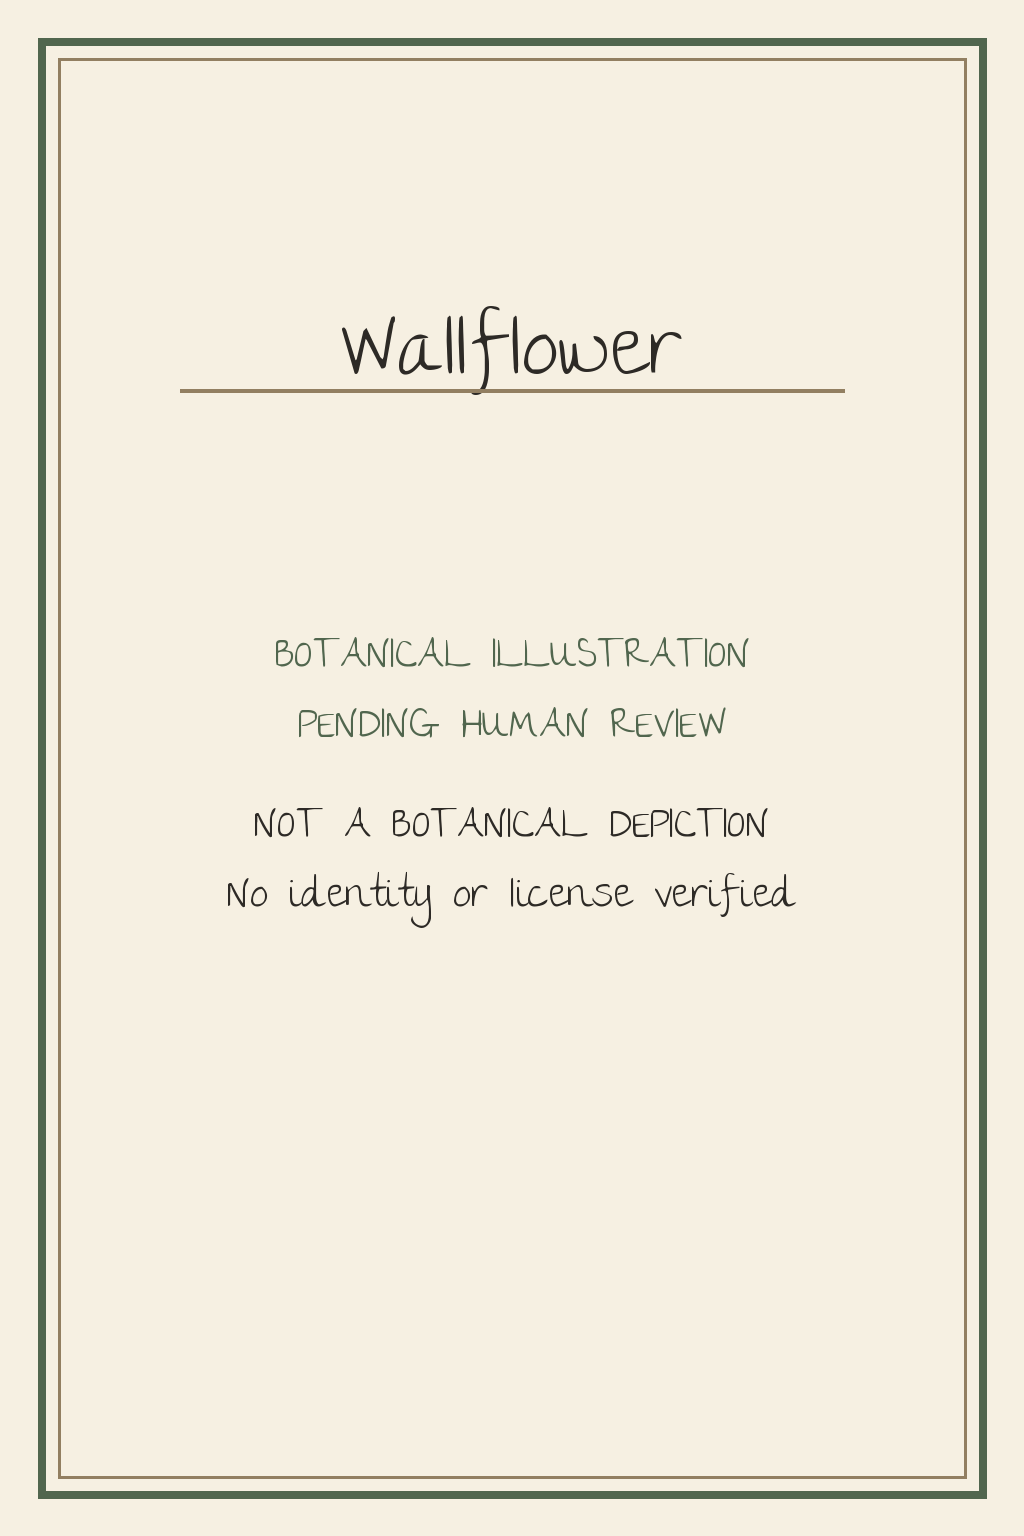 Wallflower
BOTANICAL ILLUSTRATION
PENDING HUMAN REVIEW
NOT A BOTANICAL DEPICTION
No identity or license verified